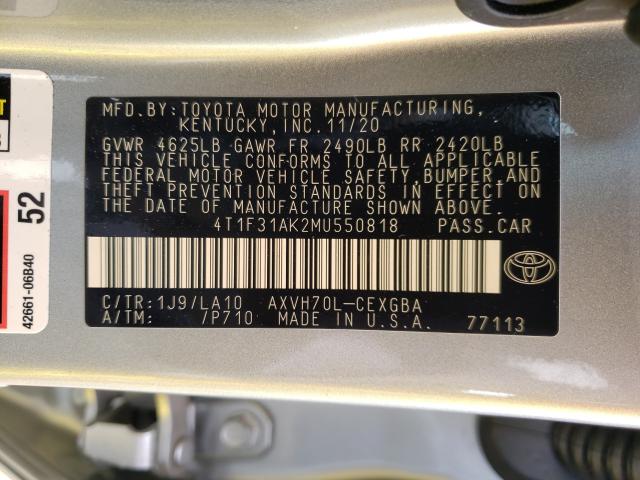 MFD.BY:TOYOTA MOTOR MANUFACTURING,
KENTUCKY,INC.11/20
GVWR 4625LB GAWR FR 2490LB RR 2420LB
THIS VEHICLE CONFORMS TO ALL APPLICABLE
FEDERAL MOTOR VEHICLE SAFETY,BUMPER,AND
THEFT PREVENTION STANDARDS IN EFFECT ON
THE DATE OF MANUFACTURE SHOWN ABOVE.
4T1F31AK2MU550818 PASS.CAR
C/TR:1J9/LA10 AXVH70L-CEXGBA
A/TM: /P710 MADE IN U.S.A. 77113
52
42661-06B40